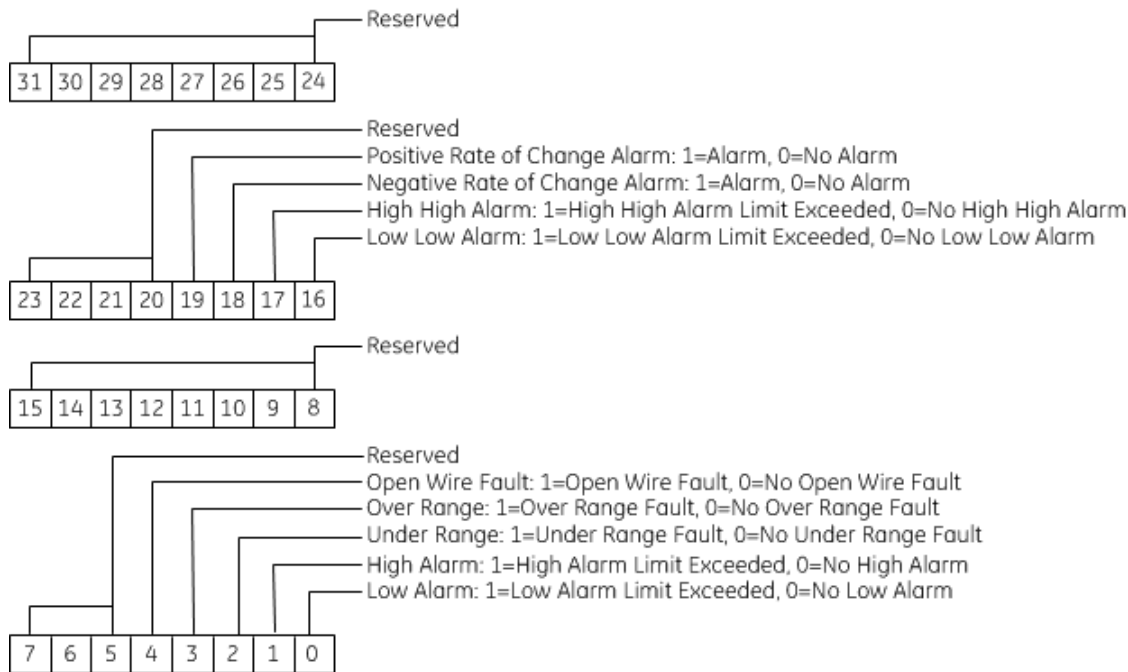 Reserved
31 30 29 28 27 26 25 24
Reserved
Positive Rate of Change Alarm: 1=Alarm, 0=No Alarm
Negative Rate of Change Alarm: 1=Alarm, 0=No Alarm
High High Alarm: 1=High High Alarm Limit Exceeded, 0=No High High Alarm
Low Low Alarm: 1=Low Low Alarm Limit Exceeded, 0=No Low Low Alarm
23 22 21 20 19 18 17 16
Reserved
15 14 13 12 11 10 9 8
Reserved
Open Wire Fault: 1=Open Wire Fault, 0=No Open Wire Fault
Over Range: 1=Over Range Fault, 0=No Over Range Fault
Under Range: 1=Under Range Fault, 0=No Under Range Fault
High Alarm: 1=High Alarm Limit Exceeded, 0=No High Alarm
Low Alarm: 1=Low Alarm Limit Exceeded, 0=No Low Alarm
7 6 5 4 3 2 1 0